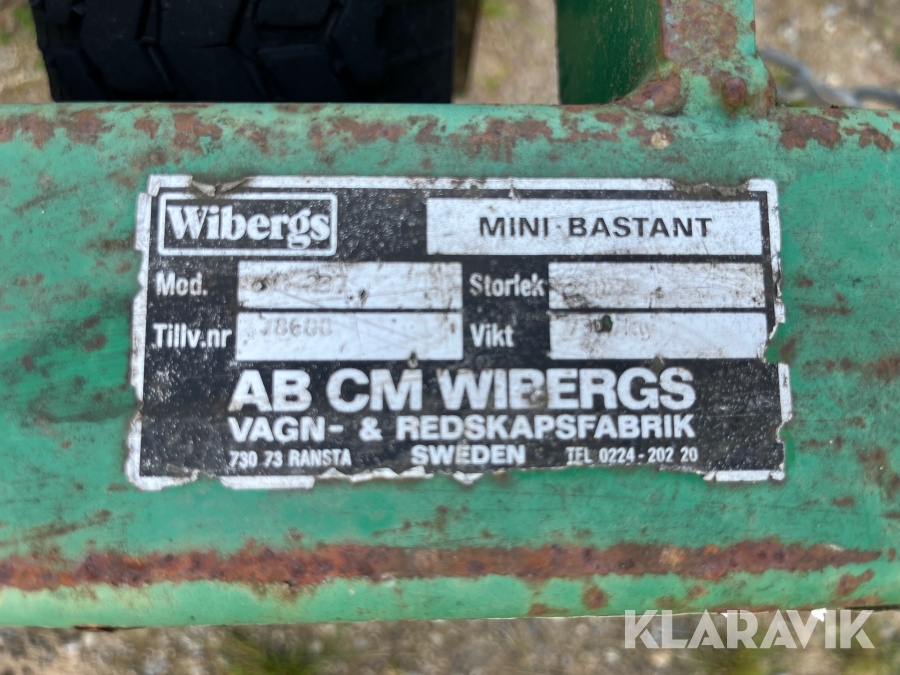 Wibergs
MINI-BASTANT
Mod.
Storlek
Tillv.nr
Vikt
AB CM WIBERGS
VAGN- & REDSKAPSFABRIK
730 73 RANSTA SWEDEN TEL 0224-202 20
KLARAVIK